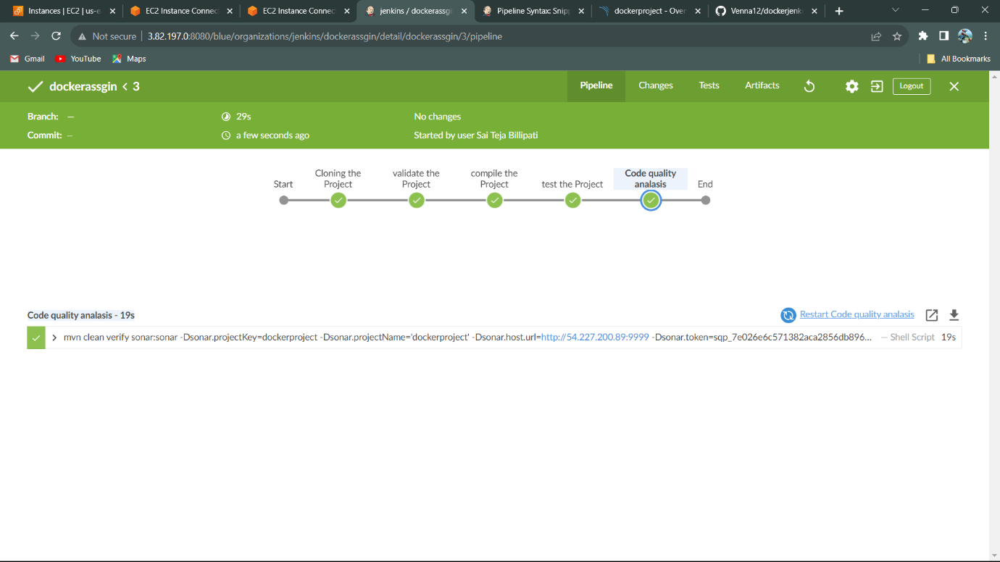 Instances | EC2 | us-e
EC2 Instance Connec
EC2 Instance Connec
jenkins / dockerassgin
Pipeline Syntax: Snipp
dockerproject - Over
Venna12/dockerjenki
Not secure
3.82.197.0:8080/blue/organizations/jenkins/dockerassgin/detail/dockerassgin/3/pipeline
Gmail
YouTube
Maps
All Bookmarks
dockerassgin < 3
Pipeline
Changes
Tests
Artifacts
Logout
Branch: —
29s
No changes
Commit: –
a few seconds ago
Started by user Sai Teja Billipati
Start
Cloning the
Project
validate the
Project
compile the
Project
test the Project
Code quality
analasis
End
Code quality analasis - 19s
Restart Code quality analasis
mvn clean verify sonar:sonar -Dsonar.projectKey=dockerproject -Dsonar.projectName='dockerproject' -Dsonar.host.url=http://54.227.200.89:9999 -Dsonar.token=sqp_7e026e6c571382aca2856db896... — Shell Script 19s